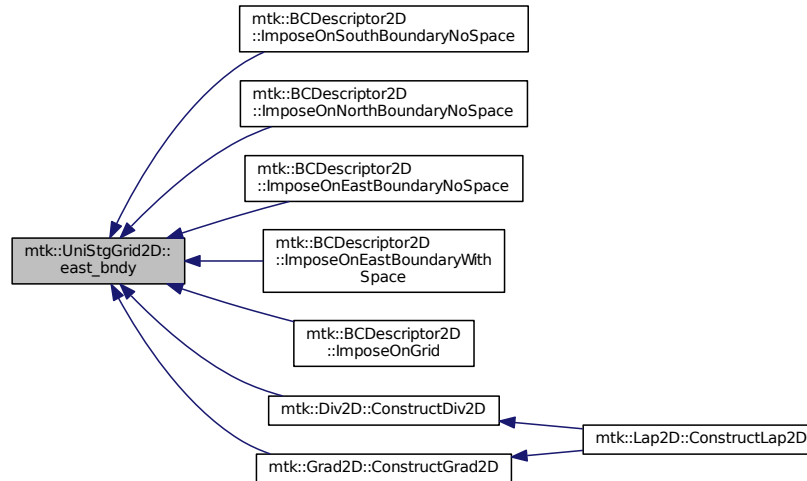 mtk::BCDescriptor2D
::ImposeOnSouthBoundaryNoSpace
mtk::BCDescriptor2D
::ImposeOnNorthBoundaryNoSpace
mtk::BCDescriptor2D
::ImposeOnEastBoundaryNoSpace
mtk::UniStgGrid2D::
east_bndy
mtk::BCDescriptor2D
::ImposeOnEastBoundaryWith
Space
mtk::BCDescriptor2D
::ImposeOnGrid
mtk::Div2D::ConstructDiv2D
mtk::Lap2D::ConstructLap2D
mtk::Grad2D::ConstructGrad2D